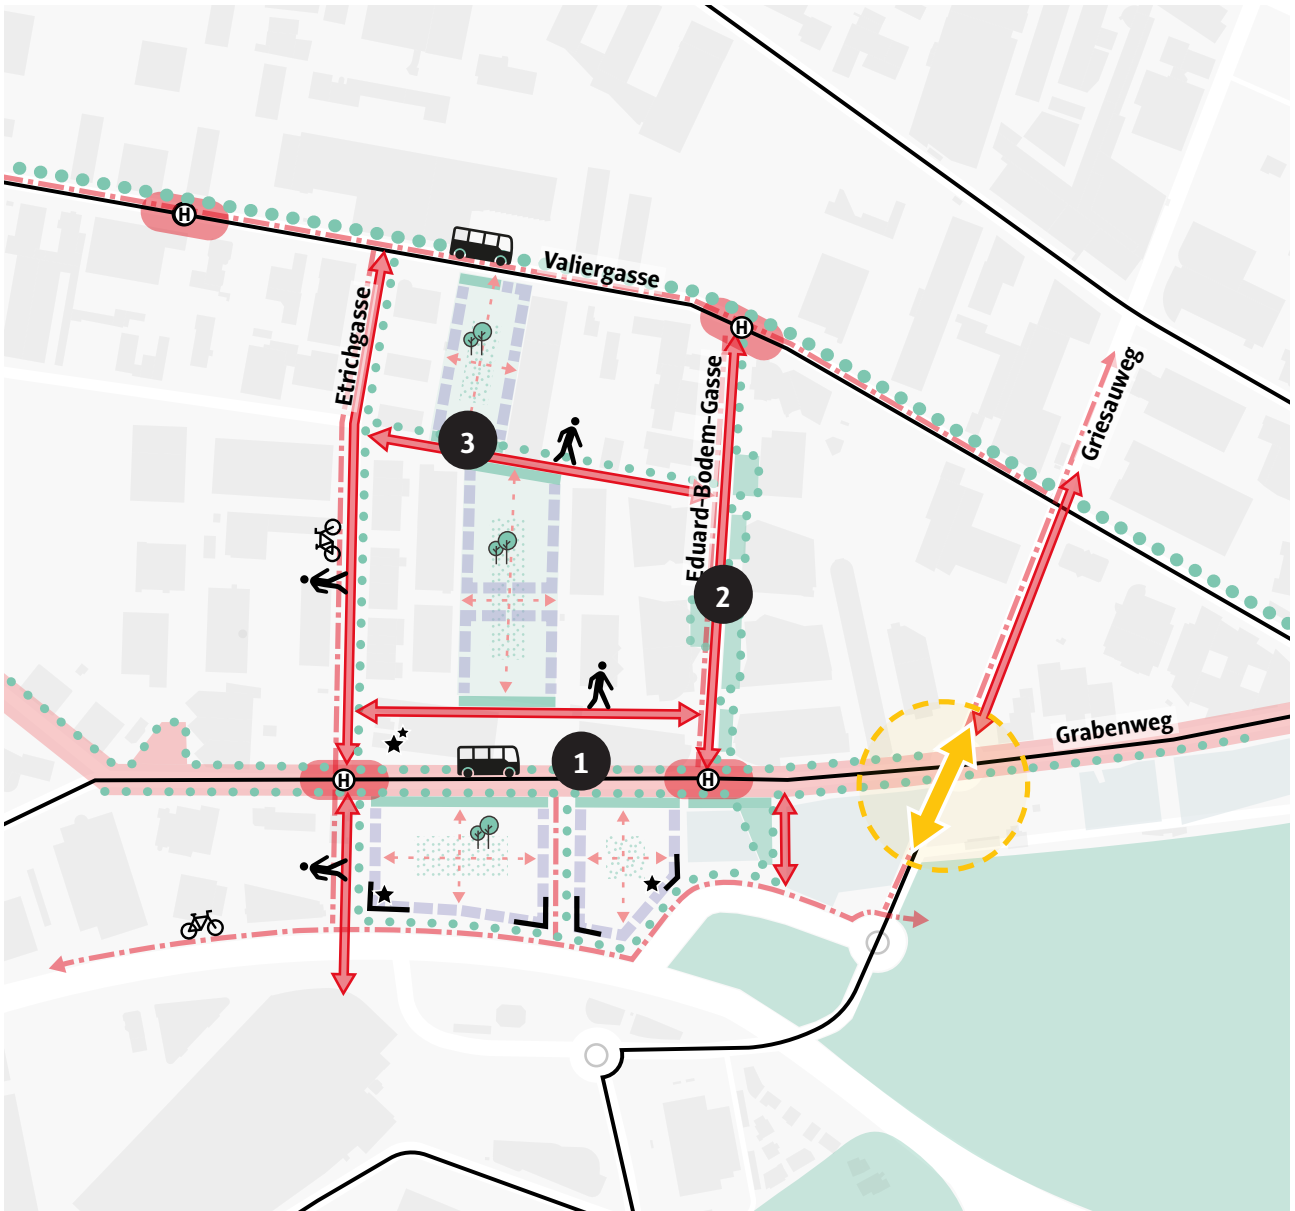 H
Valiergasse
H
Etrichgasse
Eduard-Bodem-Gasse
Griesauweg
3
2
Grabenweg
1
H
H